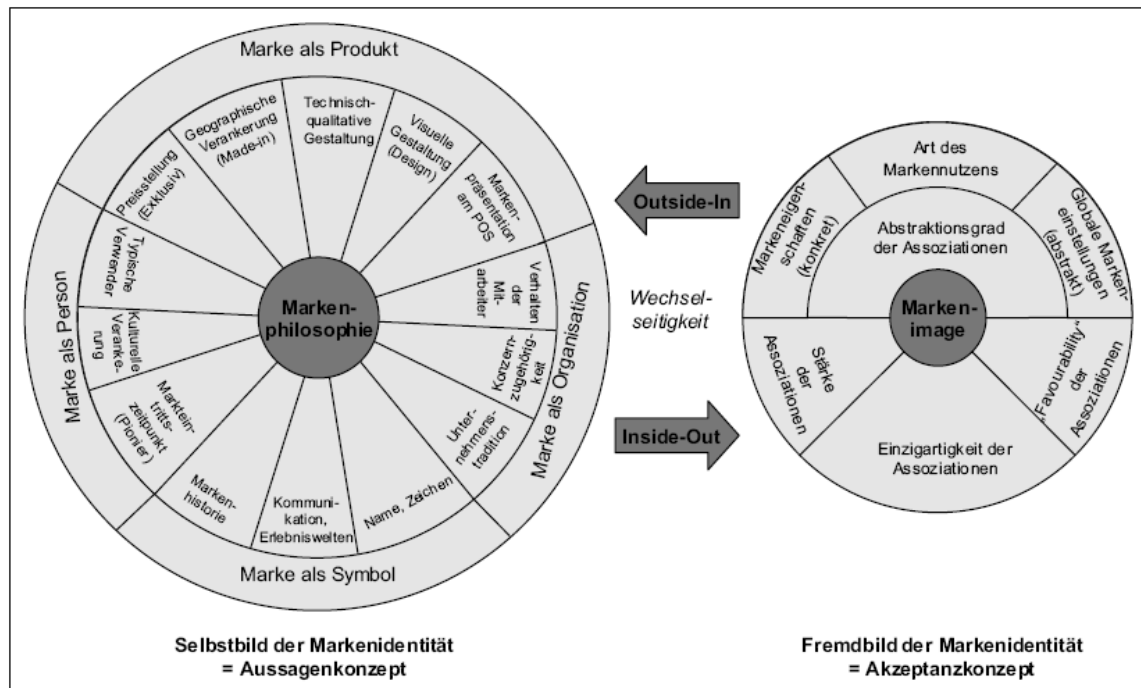 Marke als Produkt
Preisstellung
(Exklusiv)
Geographische
Verankerung
(Made-in)
Technisch-
qualitative
Gestaltung
Visuelle
Gestaltung
(Design)
Marken-
präsentation
am POS
Marke als Organisation
Verhalten
der
Mit-
arbeiter
Konzern-
zugehörig-
keit
Unter-
nehmens-
tradition
Marke als Symbol
Name, Zeichen
Kommuni-
kation,
Erlebniswelten
Marken-
historie
Marke als Person
Marktein-
tritts-
zeitpunkt
(Pionier)
Kulturelle
Veranke-
rung
Typische
Verwender
Marken-
philosophie
Outside-In
Wechsel-
seitigkeit
Inside-Out
Art des
Markennutzens
Markeneigen-
schaften
(konkret)
Globale Marken-
einstellungen
(abstrakt)
Abstraktionsgrad
der Assoziationen
Marken-
image
Stärke
der
Assoziationen
„Favourability“
der
Assoziationen
Einzigartigkeit der
Assoziationen
Selbstbild der Markenidentität
= Aussagenkonzept
Fremdbild der Markenidentität
= Akzeptanzkonzept